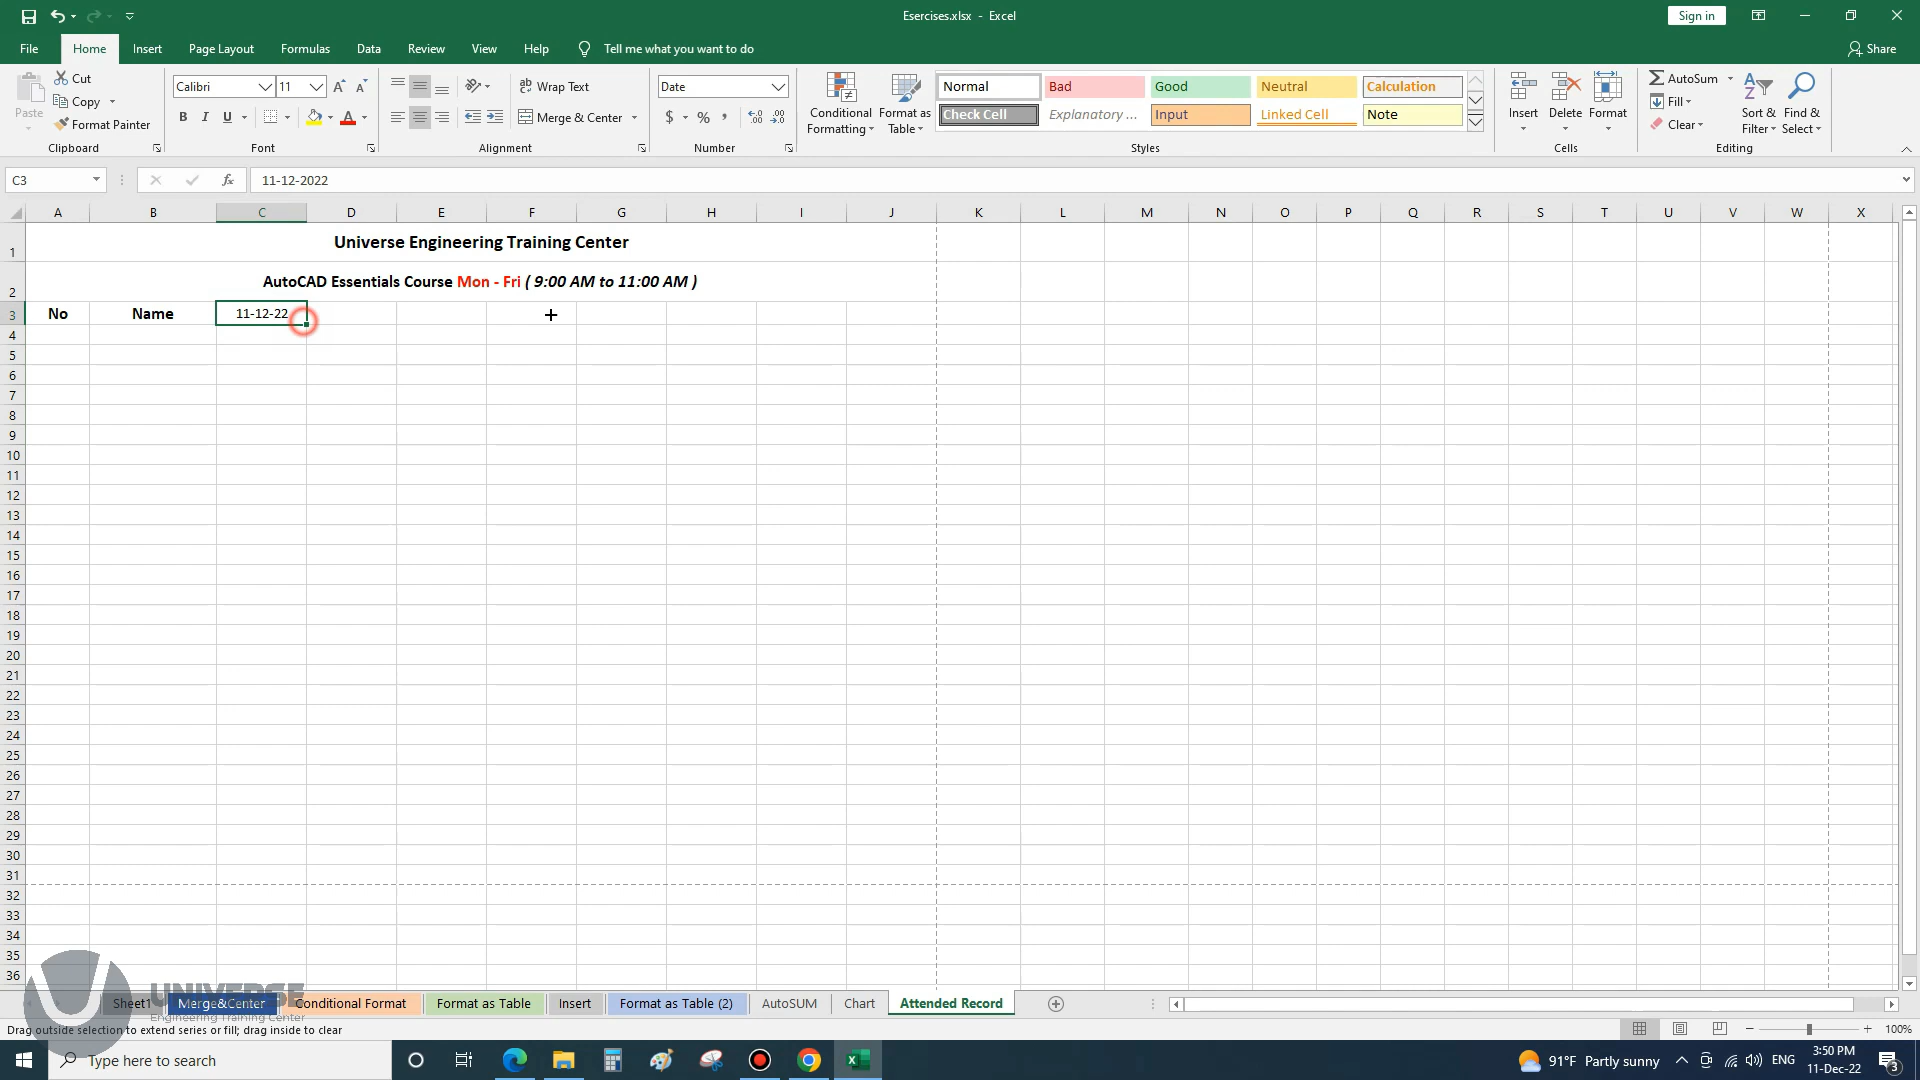 Esercises.xlsx - Excel
Sign in
File Home Insert Page Layout Formulas Data Review View Help Tell me what you want to do Share
Paste
Cut
Copy
Format Painter
Clipboard
Calibri 11
A A
B I U A
Font
Wrap Text
Merge & Center
Alignment
Date
$ % ,
Number
Conditional Formatting
Format as Table
Normal Bad Good Neutral Calculation
Check Cell Explanatory ... Input Linked Cell Note
Styles
Insert Delete Format
Cells
AutoSum
Fill
Clear
Sort & Filter
Find & Select
Editing
C3 fx 11-12-2022
A B C D E F G H I J K L M N O P Q R S T U V W X
1 Universe Engineering Training Center
2 AutoCAD Essentials Course Mon - Fri ( 9:00 AM to 11:00 AM )
3 No Name 11-12-22
4
5
6
7
8
9
10
11
12
13
14
15
16
17
18
19
20
21
22
23
24
25
26
27
28
29
30
31
32
33
34
35
36
UNIVERSE
Engineering Training Center
Sheet1 Merge&Center Conditional Format Format as Table Insert Format as Table (2) AutoSUM Chart Attended Record
Drag outside selection to extend series or fill; drag inside to clear
100%
Type here to search
91°F Partly sunny
ENG
3:50 PM
11-Dec-22
3